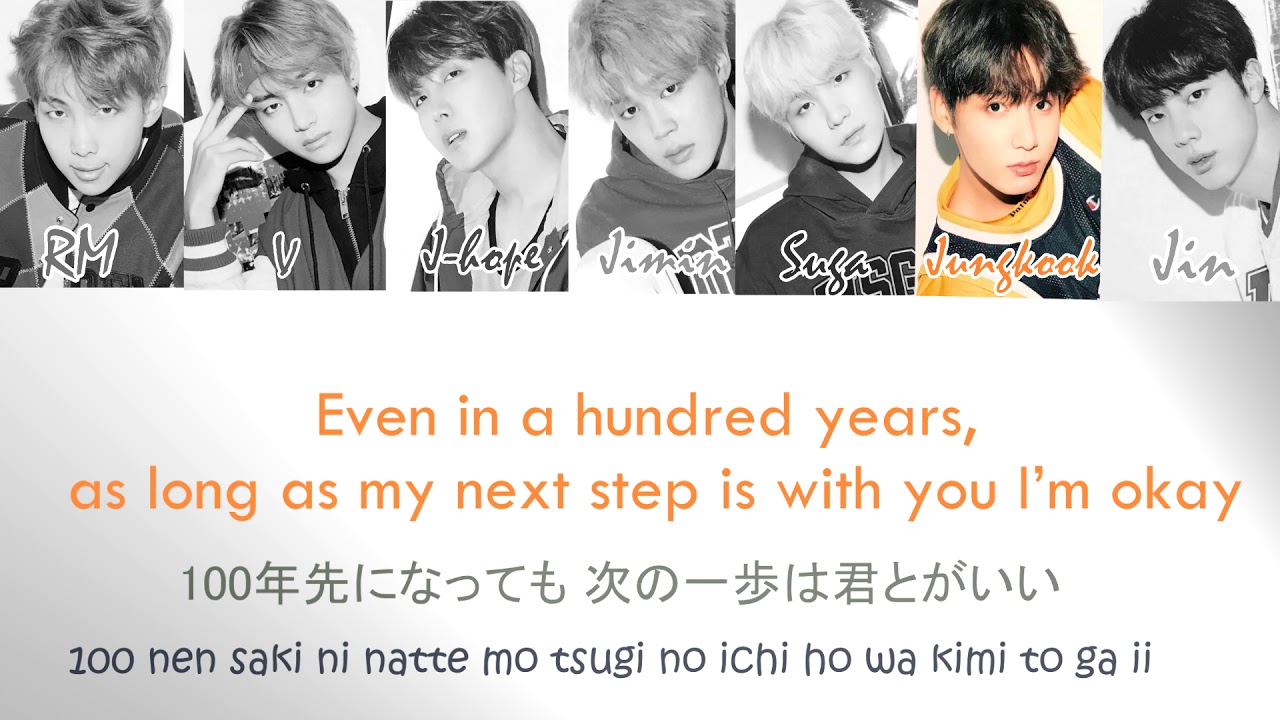 RM
V
J-hope
Jimin
Suga
Jungkook
Jin
Even in a hundred years,
as long as my next step is with you I'm okay
100年先になっても 次の一歩は君とがいい
100 nen saki ni natte mo tsugi no ichi ho wa kimi to ga ii